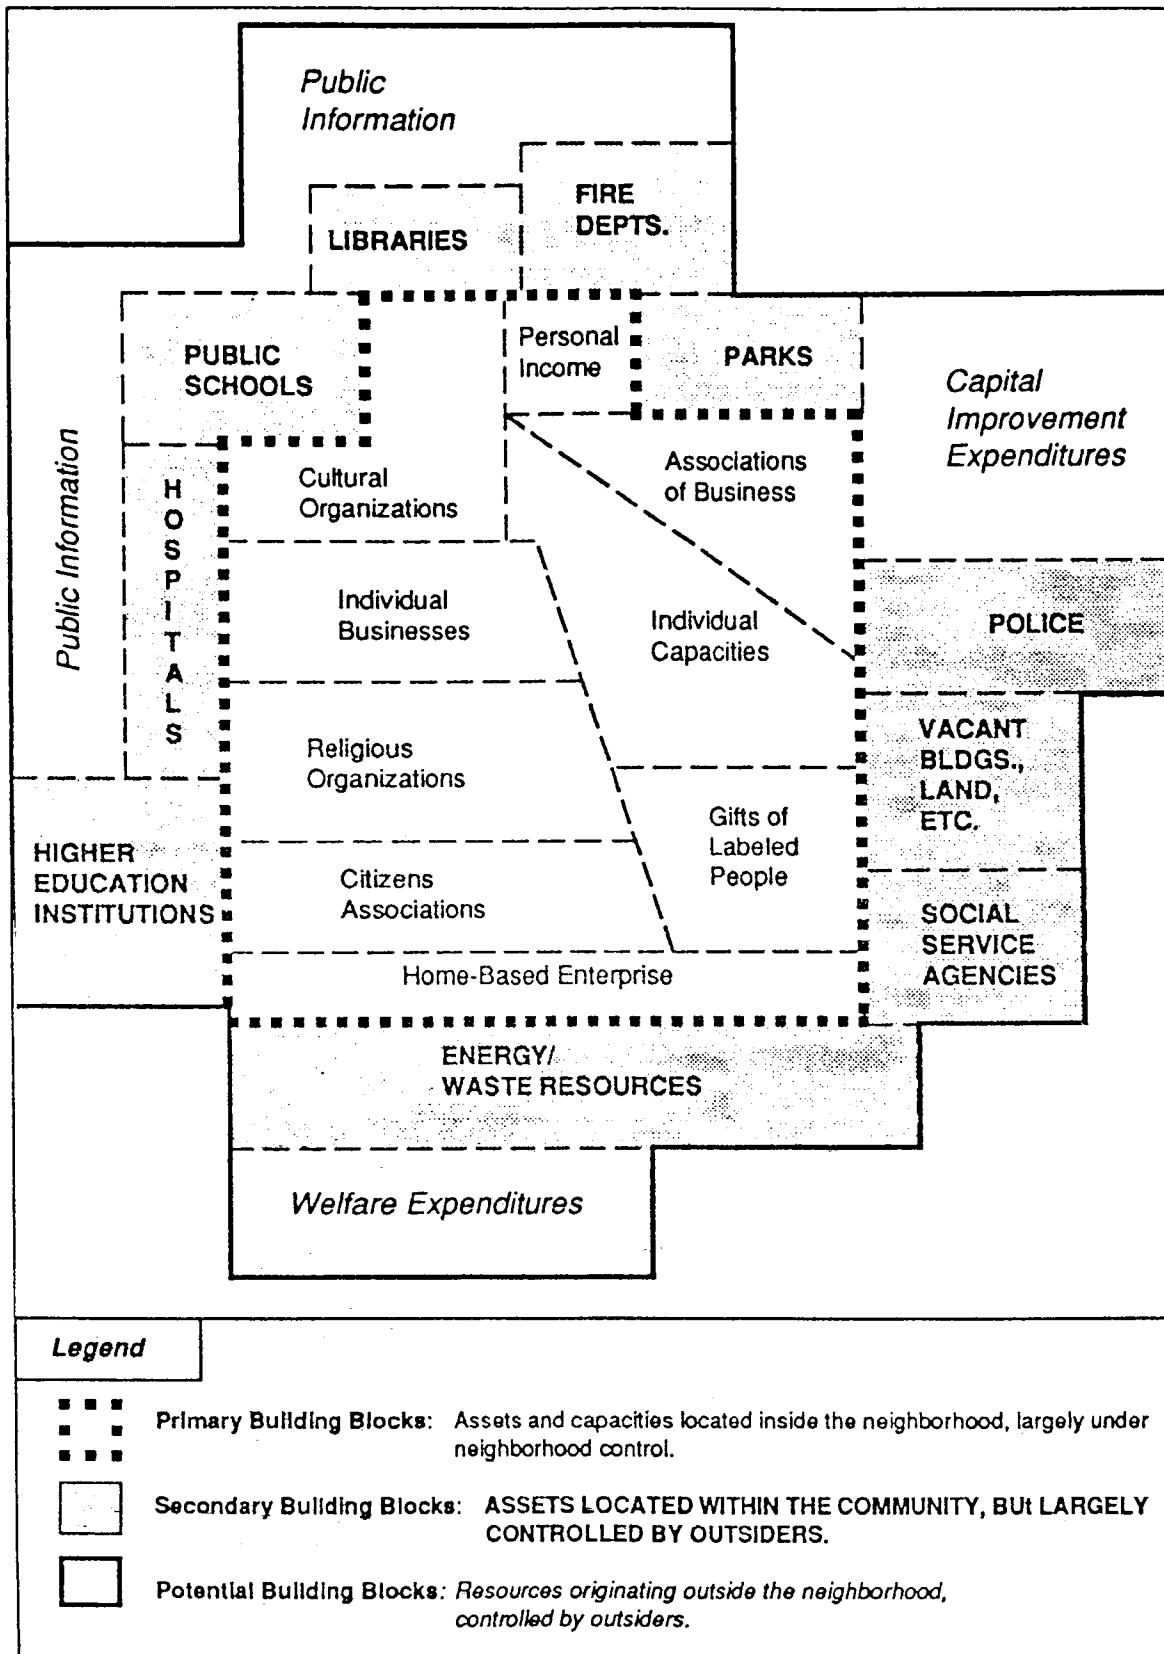 Public
Information
FIRE
DEPTS.
LIBRARIES
Personal
Income
PUBLIC
SCHOOLS
PARKS
Capital
Improvement
Expenditures
Public Information
HOSPITALS
Cultural
Organizations
Associations
of Business
Individual
Businesses
Individual
Capacities
POLICE
Religious
Organizations
VACANT
BLDGS.,
LAND,
ETC.
Gifts of
Labeled
People
HIGHER
EDUCATION
INSTITUTIONS
Citizens
Associations
SOCIAL
SERVICE
AGENCIES
Home-Based Enterprise
ENERGY/
WASTE RESOURCES
Welfare Expenditures
Legend
Primary Building Blocks: Assets and capacities located inside the neighborhood, largely under
neighborhood control.
Secondary Building Blocks: ASSETS LOCATED WITHIN THE COMMUNITY, BUt LARGELY
CONTROLLED BY OUTSIDERS.
Potential Building Blocks: Resources originating outside the neighborhood,
controlled by outsiders.